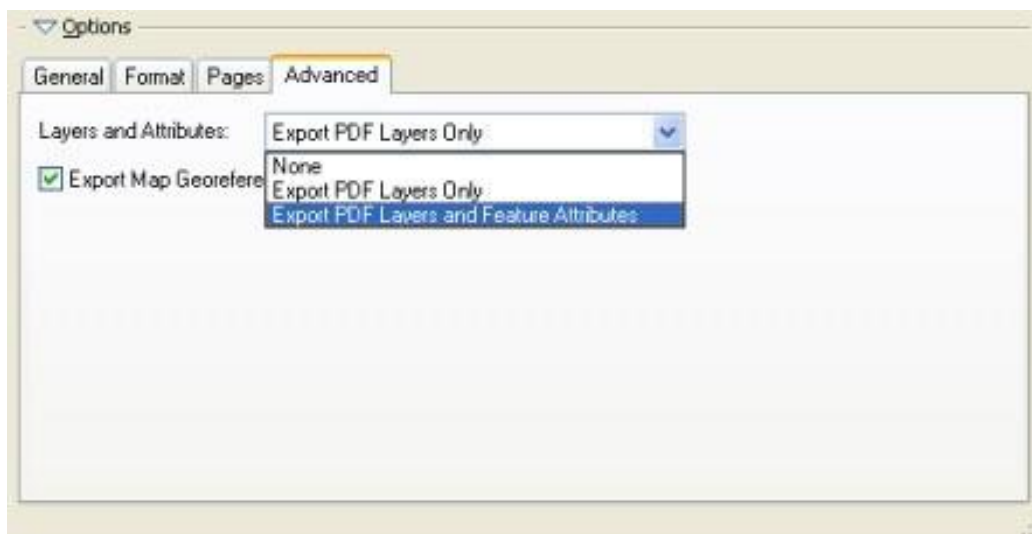 Options
General Format Pages Advanced
Layers and Attributes: Export PDF Layers Only
None
Export Map Georefere
Export PDF Layers Only
Export PDF Layers and Feature Attributes